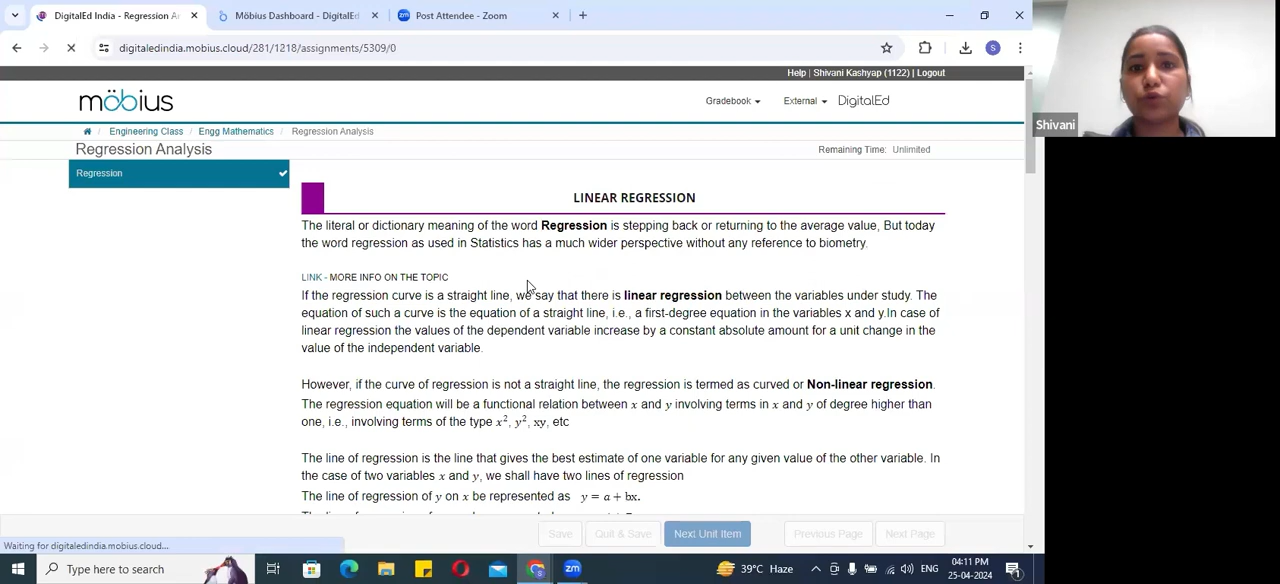 DigitalEd India - Regression A
Möbius Dashboard - DigitalEd
Post Attendee - Zoom
digitaledindia.mobius.cloud/281/1218/assignments/5309/0
S
Help | Shivani Kashyap (1122) | Logout
möbius
Gradebook
External
DigitalEd
Engineering Class / Engg Mathematics / Regression Analysis
Regression Analysis
Remaining Time: Unlimited
Regression
LINEAR REGRESSION
The literal or dictionary meaning of the word Regression is stepping back or returning to the average value, But today
the word regression as used in Statistics has a much wider perspective without any reference to biometry.
LINK - MORE INFO ON THE TOPIC
If the regression curve is a straight line, we say that there is linear regression between the variables under study. The
equation of such a curve is the equation of a straight line, i.e., a first-degree equation in the variables x and y.In case of
linear regression the values of the dependent variable increase by a constant absolute amount for a unit change in the
value of the independent variable.
However, if the curve of regression is not a straight line, the regression is termed as curved or Non-linear regression.
The regression equation will be a functional relation between x and y involving terms in x and y of degree higher than
one, i.e., involving terms of the type x², y², xy, etc
The line of regression is the line that gives the best estimate of one variable for any given value of the other variable. In
the case of two variables x and y, we shall have two lines of regression
The line of regression of y on x be represented as y = a + bx.
Save
Quit & Save
Next Unit Item
Previous Page
Next Page
Waiting for digitaledindia.mobius.cloud...
Type here to search
39°C Haze
ENG
04:11 PM
25-04-2024
1
Shivani